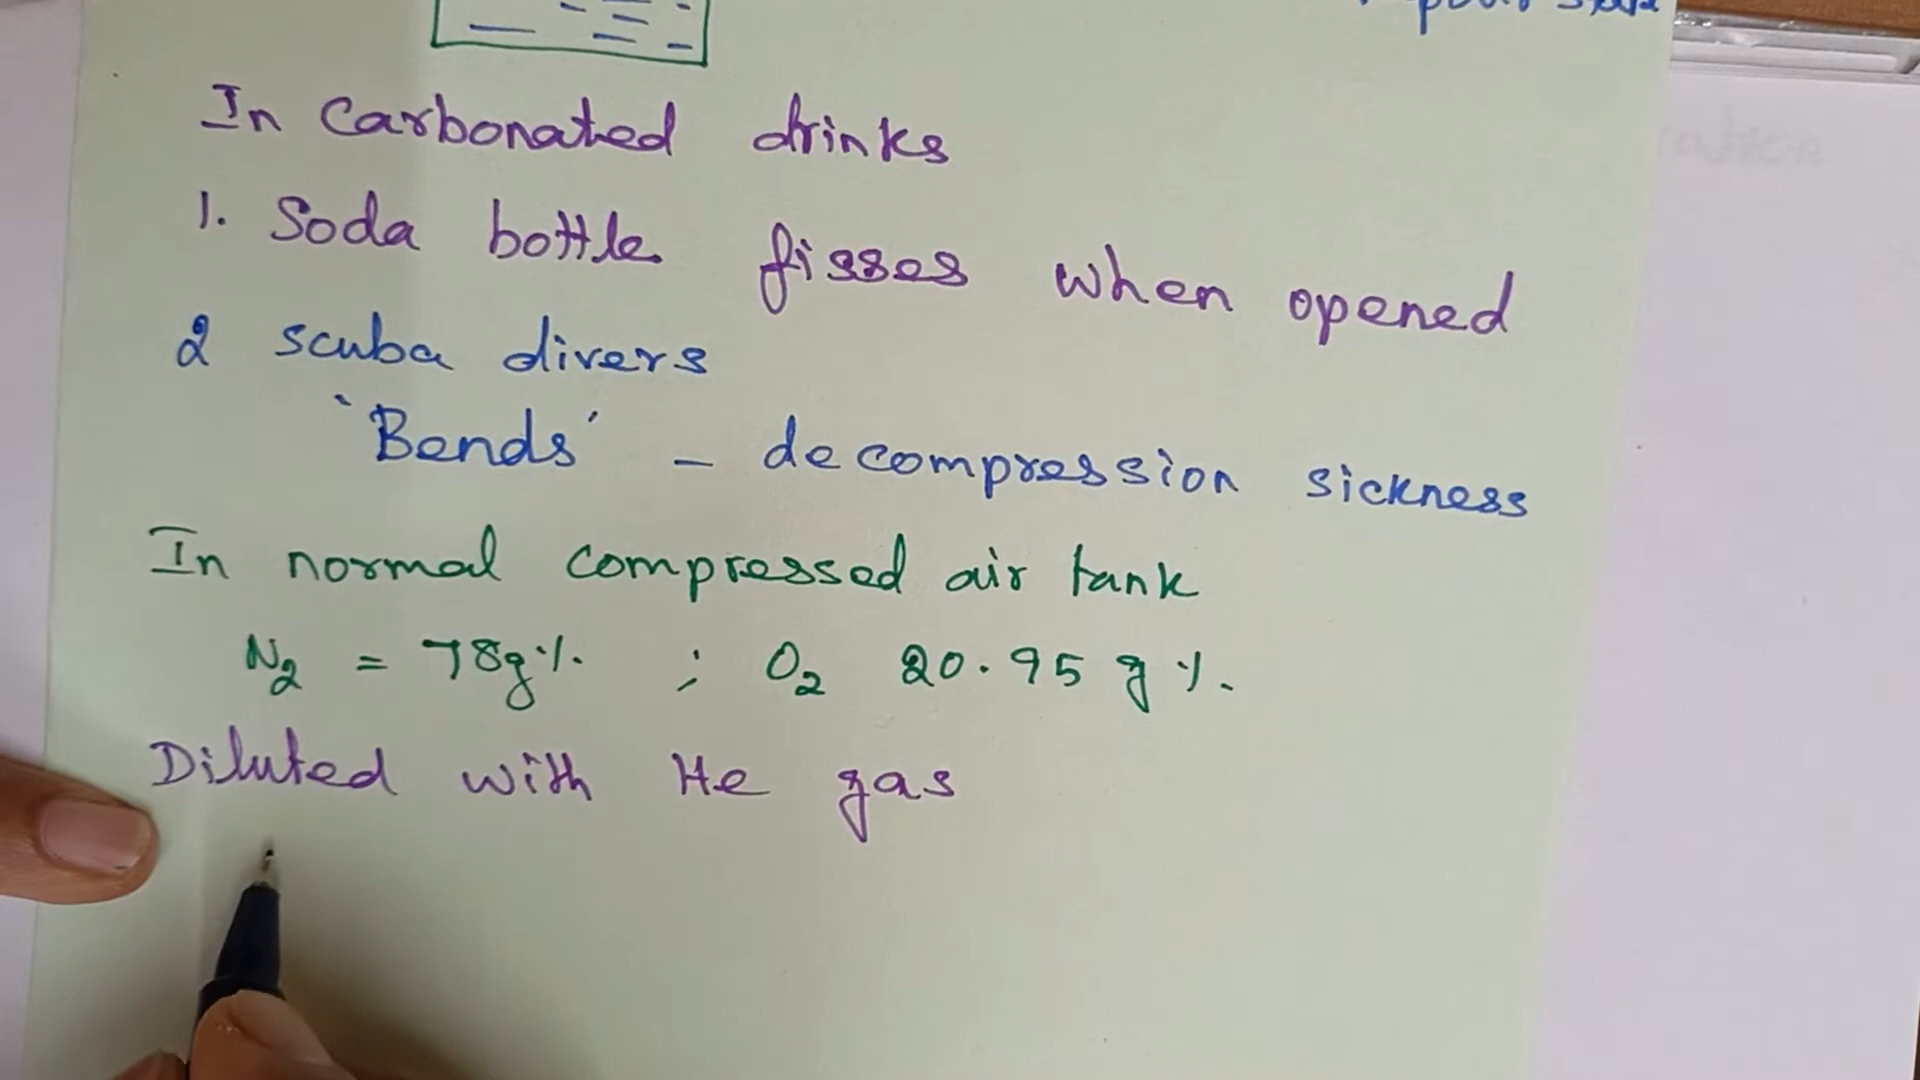 In Carbonated drinks
1. Soda bottle fisses when opened
2 scuba divers
`Bends' - decompression sickness
In normal compressed air tank
N2 = 78g% ; O2 20.95 g %.
Diluted with He gas